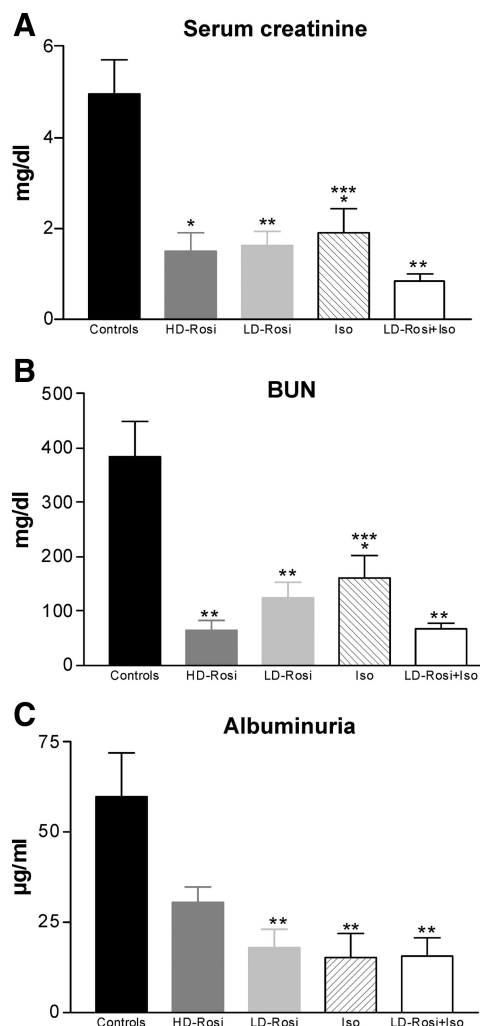 A
Serum creatinine
6
4
2
0
mg/dl
*
**
***
*
**
Controls HD-Rosi LD-Rosi Iso LD-Rosi+Iso
B
BUN
500
400
300
200
100
0
mg/dl
**
**
***
*
**
Controls HD-Rosi LD-Rosi Iso LD-Rosi+Iso
C
Albuminuria
75
50
25
0
µg/ml
**
**
**
Controls HD-Rosi LD-Rosi Iso LD-Rosi+Iso